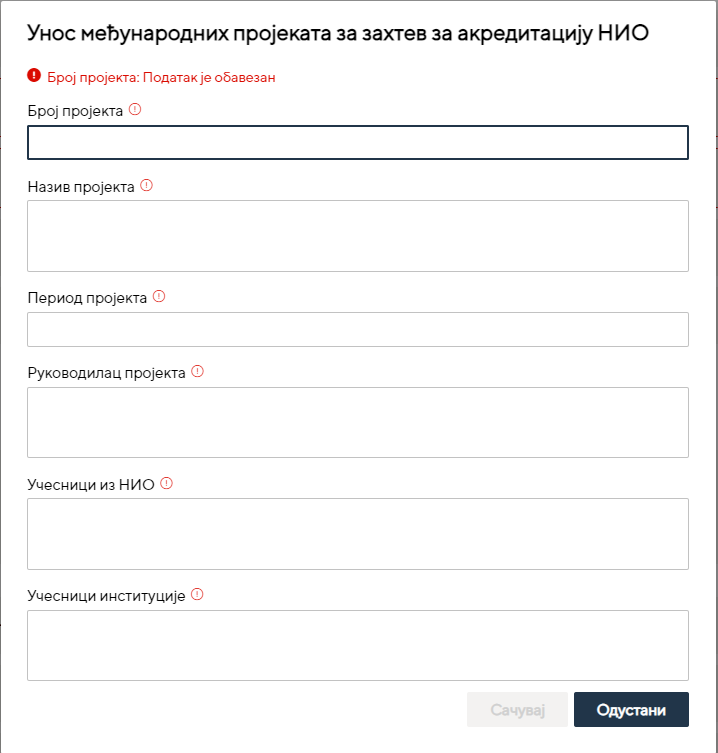 Унос међународних пројеката за захтев за акредитацију НИО
Број пројекта: Податак је обавезан
Број пројекта
Назив пројекта
Период пројекта
Руководилац пројекта
Учесници из НИО
Учесници институције
Сачувај Одустани